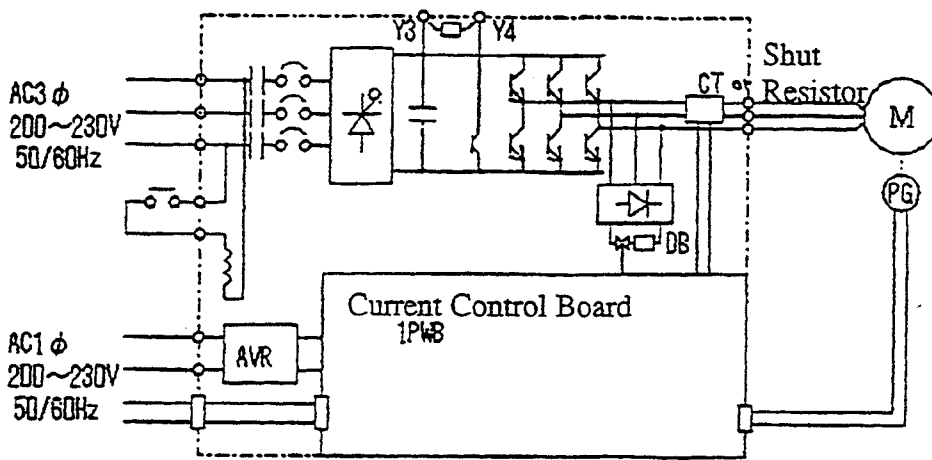 Y3 Y4
AC3 φ
200~230V
50/60Hz
CT or Shut
Resistor
M
PG
DB
Current Control Board
1PWB
AC1 φ
200~230V
50/60Hz
AVR